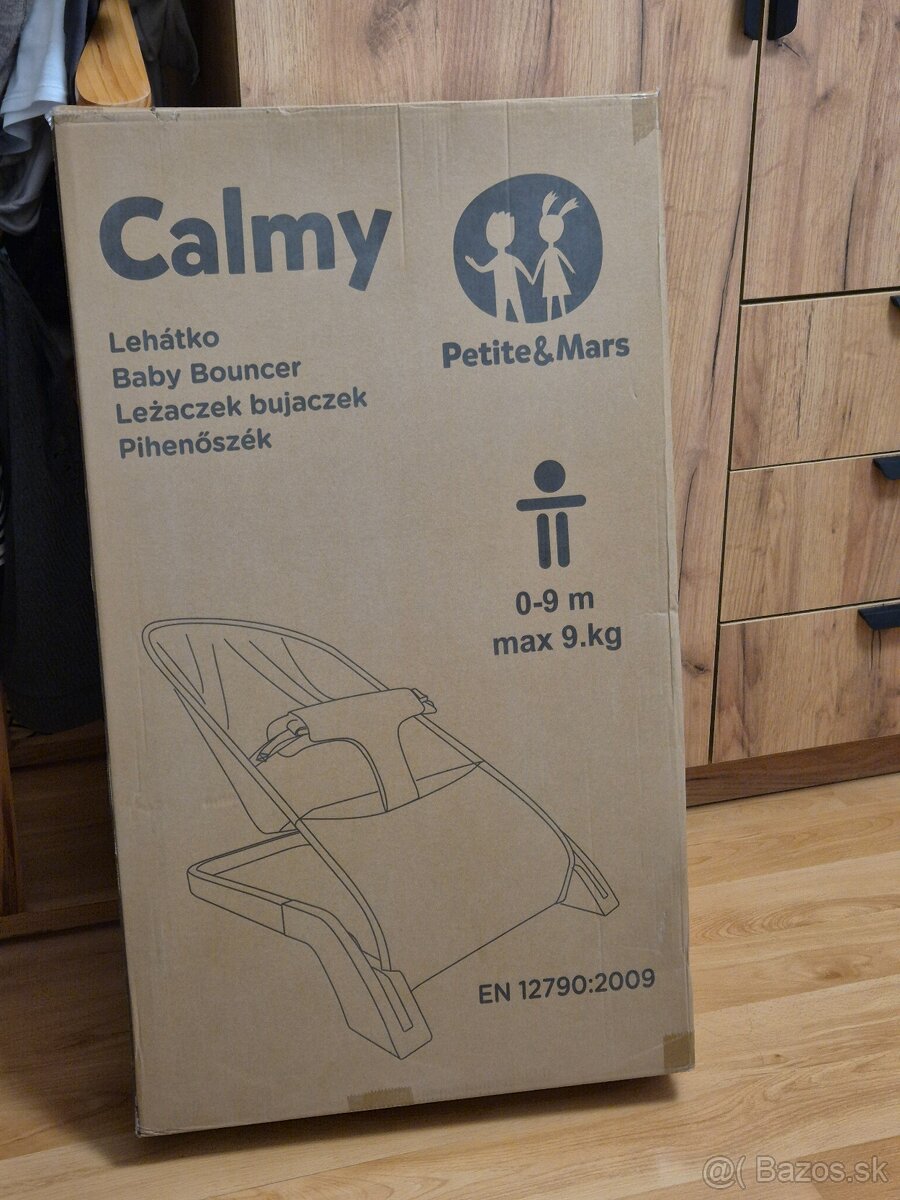 Calmy
Petite&Mars
Lehátko
Baby Bouncer
Leżaczek bujaczek
Pihenőszék
0-9 m
max 9.kg
EN 12790:2009
@( Bazos.sk